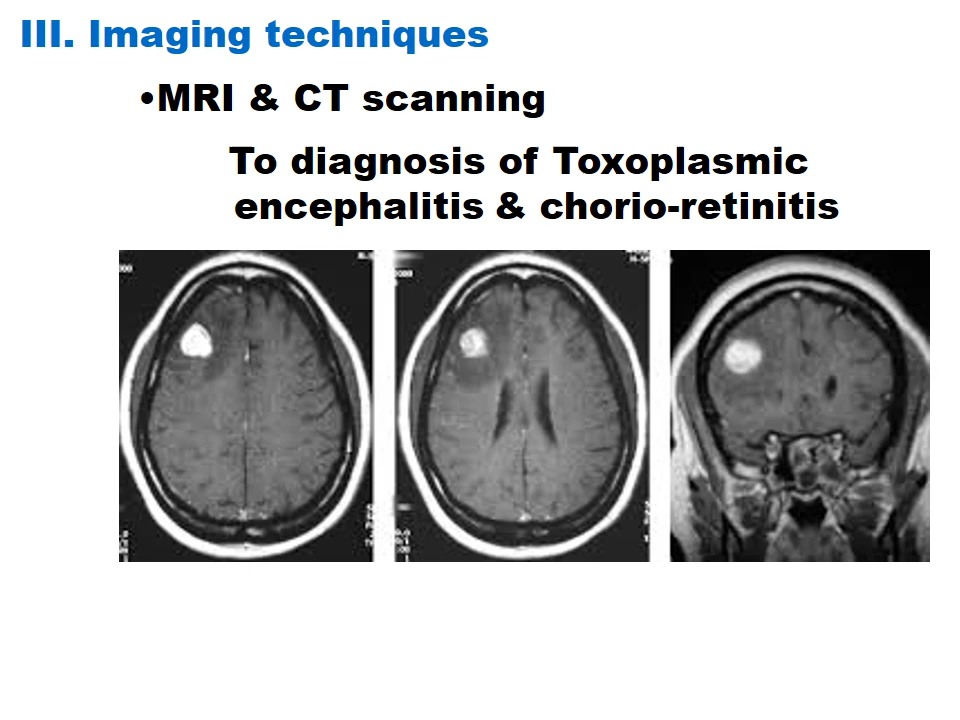 III. Imaging techniques
•MRI & CT scanning
To diagnosis of Toxoplasmic
encephalitis & chorio-retinitis